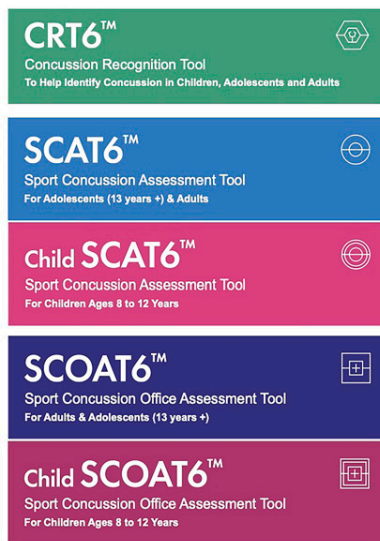 CRT6™
Concussion Recognition Tool
To Help Identify Concussion in Children, Adolescents and Adults
SCAT6™
Sport Concussion Assessment Tool
For Adolescents (13 years +) & Adults
Child SCAT6™
Sport Concussion Assessment Tool
For Children Ages 8 to 12 Years
SCOAT6™
Sport Concussion Office Assessment Tool
For Adults & Adolescents (13 years +)
Child SCOAT6™
Sport Concussion Office Assessment Tool
For Children Ages 8 to 12 Years